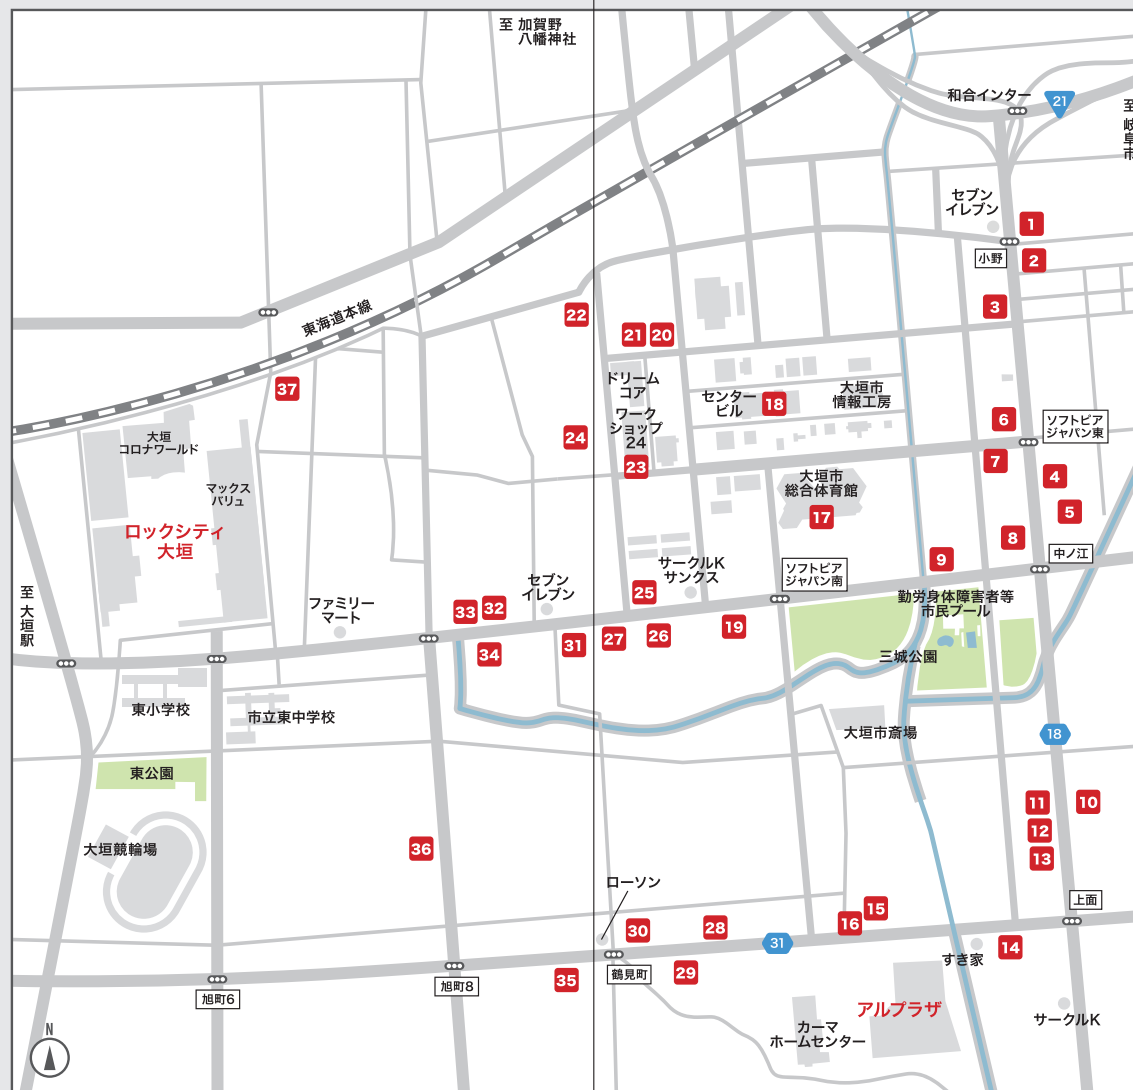 至 加賀野
八幡神社
和合インター
21
至 岐阜市
セブン
イレブン
1
小野
2
3
東海道本線
22
21
20
37
ドリーム
コア
センター
ビル
18
大垣市
情報工房
ワーク
ショップ
24
24
23
6
ソフトピア
ジャパン東
7
4
5
大垣
コロナワールド
マックス
バリュ
ロックシティ
大垣
大垣市
総合体育館
17
8
9
中ノ江
至 大垣駅
ファミリー
マート
33
32
セブン
イレブン
サークルK
サンクス
25
ソフトピア
ジャパン南
勤労身体障害者等
市民プール
34
31
27
26
19
三城公園
東小学校
市立東中学校
大垣市斎場
18
東公園
11
10
12
13
大垣競輪場
36
ローソン
上面
30
28
15
16
31
14
すき家
35
鶴見町
29
旭町6
旭町8
アルプラザ
カーマ
ホームセンター
サークルK
N